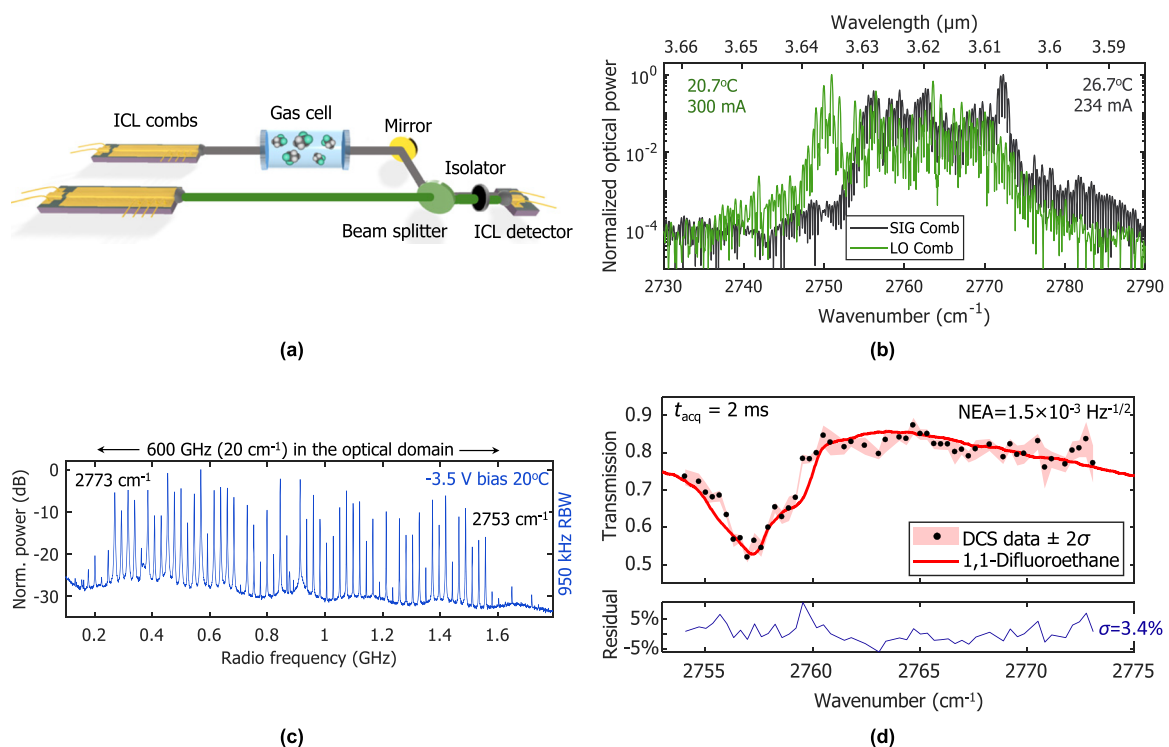 ICL combs
Gas cell
Mirror
Isolator
Beam splitter
ICL detector
(a)
Wavelength (µm)
3.66 3.65 3.64 3.63 3.62 3.61 3.6 3.59
Normalized optical power
10⁰
10⁻²
10⁻⁴
20.7°C
300 mA
26.7°C
234 mA
SIG Comb
LO Comb
2730 2740 2750 2760 2770 2780 2790
Wavenumber (cm⁻¹)
(b)
600 GHz (20 cm⁻¹) in the optical domain
2773 cm⁻¹
-3.5 V bias 20°C
2753 cm⁻¹
950 kHz RBW
Norm. power (dB)
0
-10
-20
-30
0.2 0.4 0.6 0.8 1 1.2 1.4 1.6
Radio frequency (GHz)
(c)
t_acq = 2 ms
NEA=1.5×10⁻³ Hz⁻¹/²
Transmission
0.9
0.8
0.7
0.6
0.5
DCS data ± 2σ
1,1-Difluoroethane
Residual
5%
-5%
σ=3.4%
2755 2760 2765 2770 2775
Wavenumber (cm⁻¹)
(d)